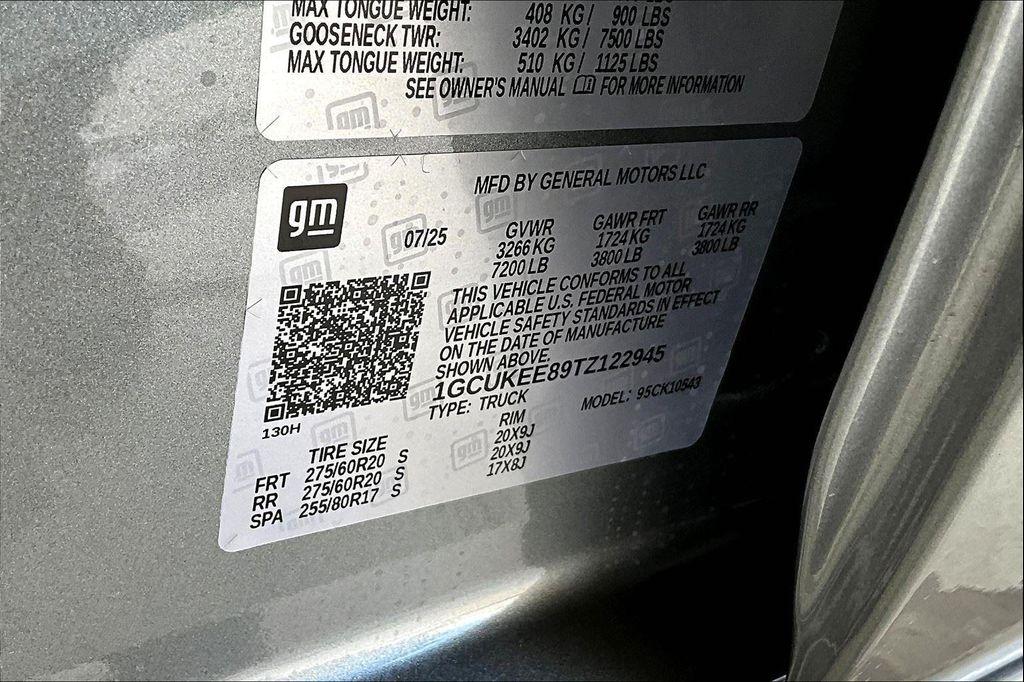 MAX TONGUE WEIGHT: 408 KG/ 900 LBS
GOOSENECK TWR: 3402 KG/ 7500 LBS
MAX TONGUE WEIGHT: 510 KG/ 1125 LBS
SEE OWNER'S MANUAL FOR MORE INFORMATION
gm
MFD BY GENERAL MOTORS LLC
07/25 GVWR GAWR FRT GAWR RR
3266 KG 1724 KG 1724 KG
7200 LB 3800 LB 3800 LB
THIS VEHICLE CONFORMS TO ALL
APPLICABLE U.S. FEDERAL MOTOR
VEHICLE SAFETY STANDARDS IN EFFECT
ON THE DATE OF MANUFACTURE
SHOWN ABOVE.
1GCUKEE89TZ122945
TYPE: TRUCK MODEL: 95CK10543
130H
TIRE SIZE RIM
FRT 275/60R20 S 20X9J
RR 275/60R20 S 20X9J
SPA 255/80R17 S 17X8J